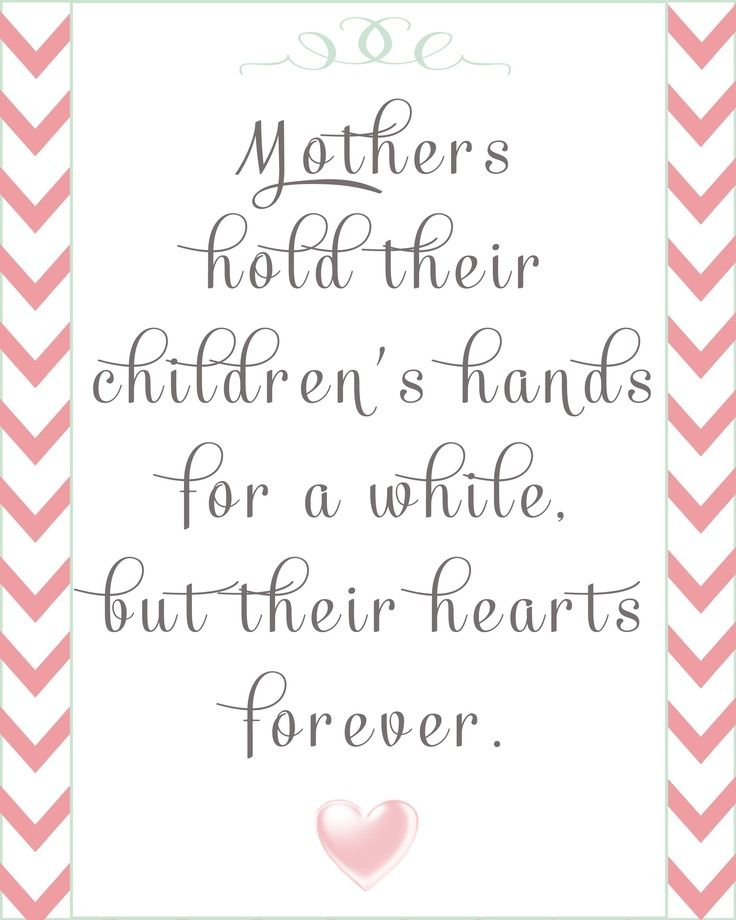 Mothers
hold their
children's hands
for a while,
but their hearts
forever.